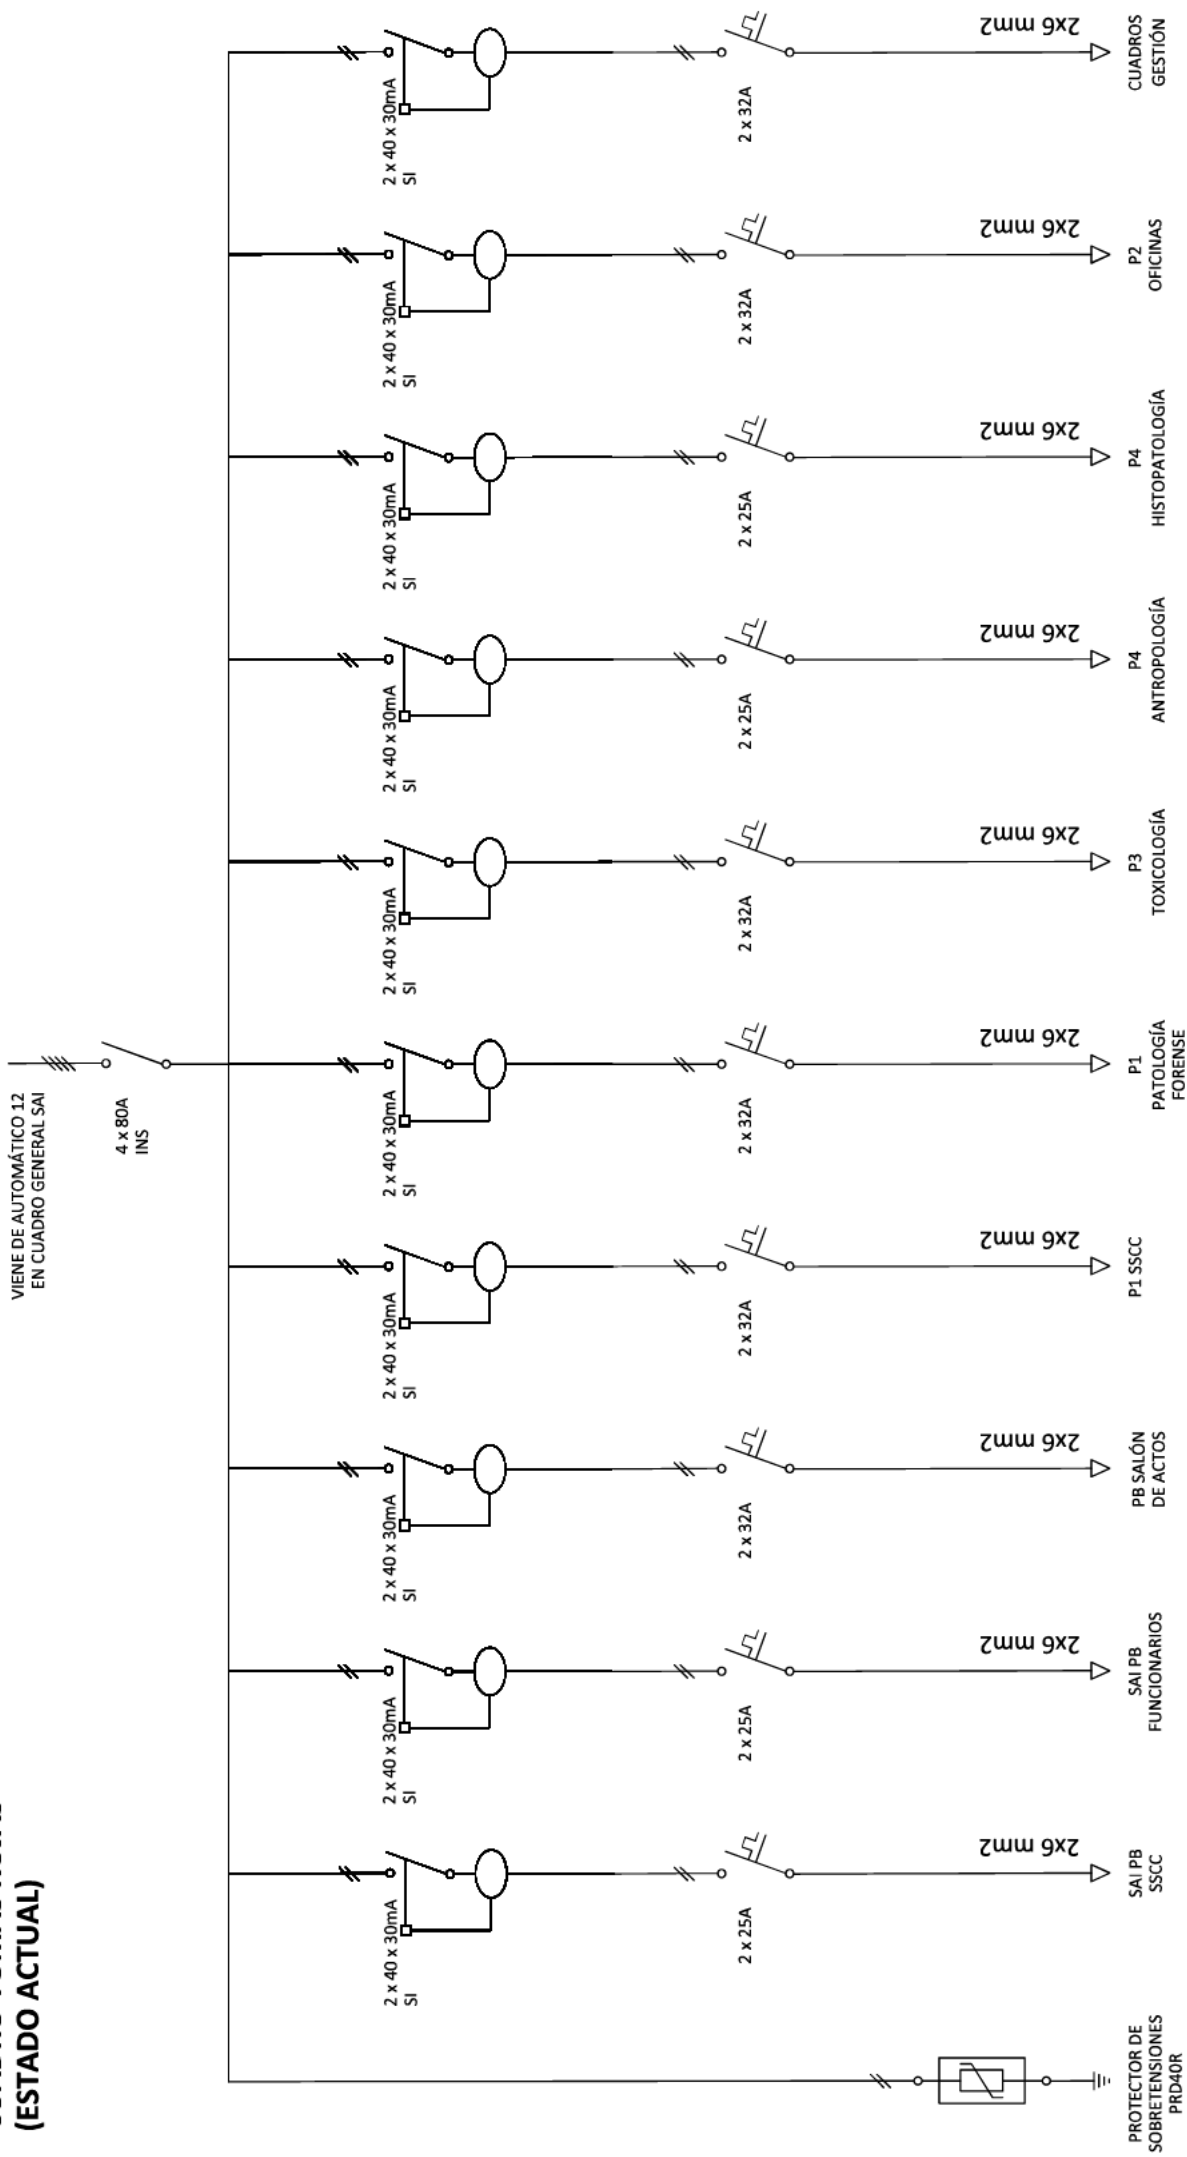 (ESTADO ACTUAL)
VIENE DE AUTOMÁTICO 12
EN CUADRO GENERAL SAI
4 x 80A
INS
PROTECTOR DE
SOBRETENSIONES
PRD40R
2 x 40 x 30mA
SI
2 x 25A
2x6 mm2
SAI PB
SSCC
2 x 40 x 30mA
SI
2 x 25A
2x6 mm2
SAI PB
FUNCIONARIOS
2 x 40 x 30mA
SI
2 x 32A
2x6 mm2
PB SALÓN
DE ACTOS
2 x 40 x 30mA
SI
2 x 32A
2x6 mm2
P1 SSCC
2 x 40 x 30mA
SI
2 x 32A
2x6 mm2
P1
PATOLOGÍA
FORENSE
2 x 40 x 30mA
SI
2 x 32A
2x6 mm2
P3
TOXICOLOGÍA
2 x 40 x 30mA
SI
2 x 25A
2x6 mm2
P4
ANTROPOLOGÍA
2 x 40 x 30mA
SI
2 x 25A
2x6 mm2
P4
HISTOPATOLOGÍA
2 x 40 x 30mA
SI
2 x 32A
2x6 mm2
P2
OFICINAS
2 x 40 x 30mA
SI
2 x 32A
2x6 mm2
CUADROS
GESTIÓN